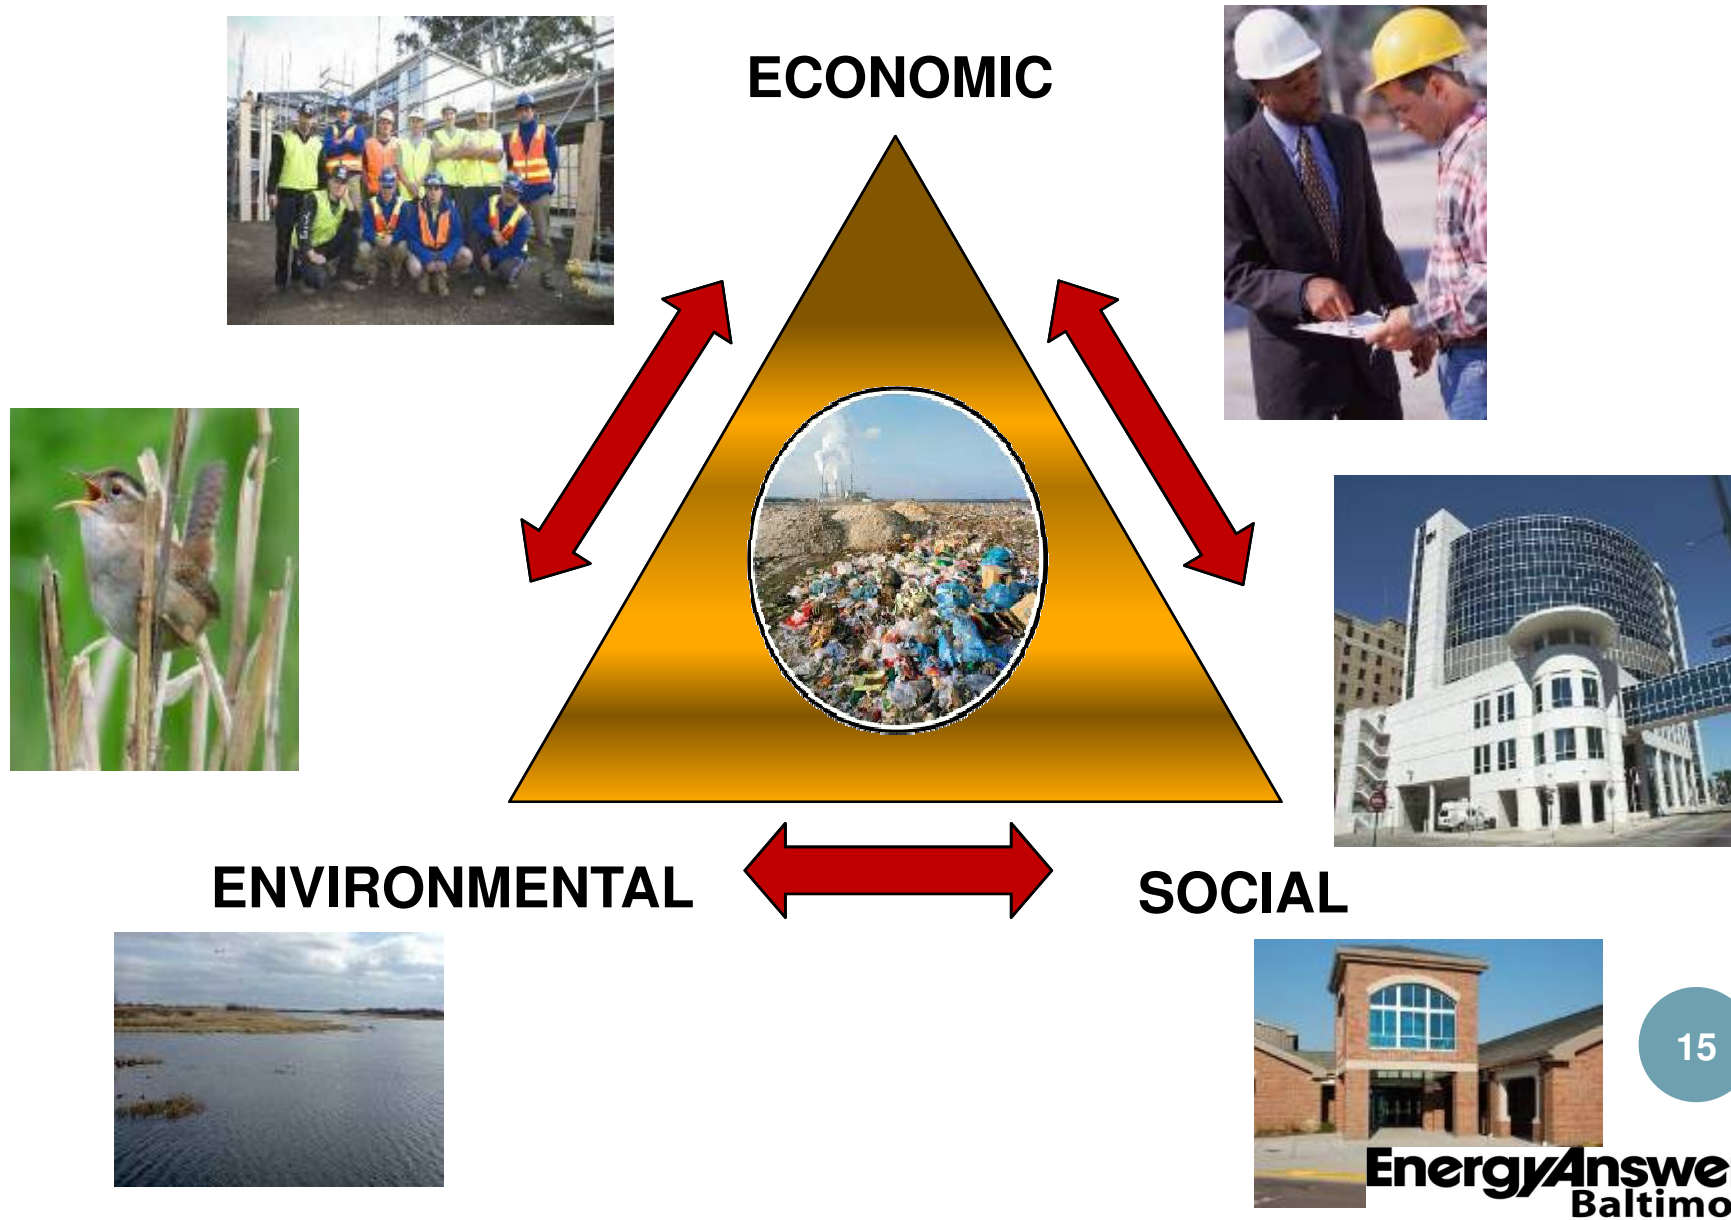 ECONOMIC
ENVIRONMENTAL
SOCIAL
15
EnergyAnswe
Baltimo